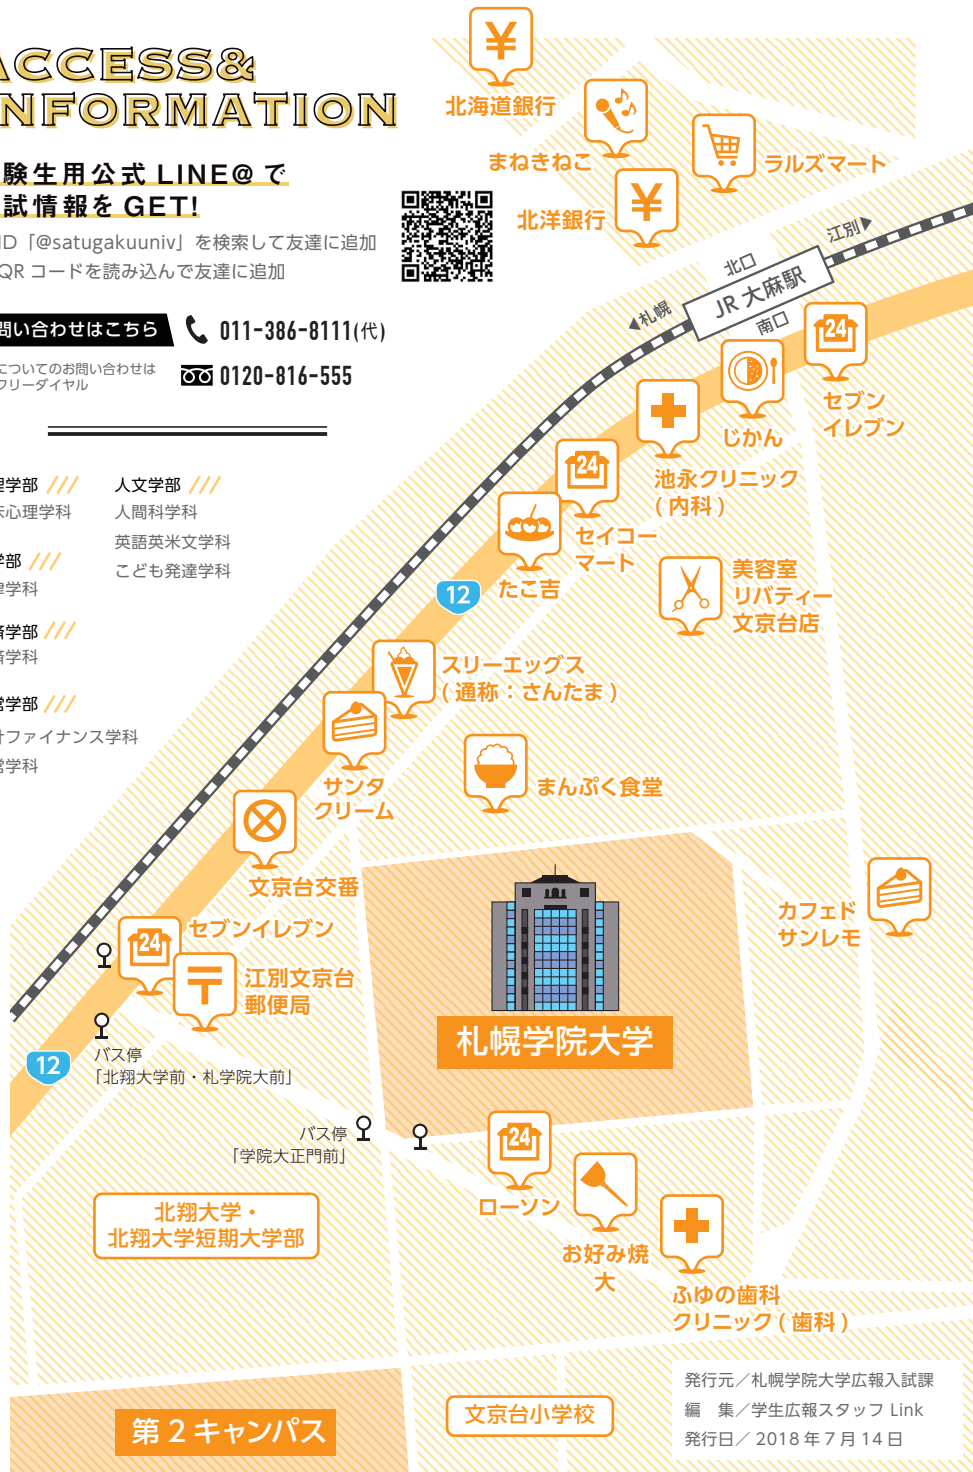 ACCESS&
INFORMATION
験生用公式 LINE@ で
試情報を GET!
ID「@satugakuuniv」を検索して友達に追加
QR コードを読み込んで友達に追加
問い合わせはこちら
011-386-8111(代)
についてのお問い合わせは
フリーダイヤル
0120-816-555
理学部
心理学科
学部
律学科
済学部
済学科
営学部
計ファイナンス学科
営学科
人文学部
人間科学科
英語英米文学科
こども発達学科
¥
北海道銀行
まねきねこ
ラルズマート
¥
北洋銀行
江別
北口
JR 大麻駅
札幌
南口
24
セブン
イレブン
じかん
池永クリニック
(内科)
24
セイコー
マート
たこ吉
12
美容室
リバティー
文京台店
スリーエッグス
(通称:さんたま)
サンタ
クリーム
まんぷく食堂
文京台交番
カフェド
サンレモ
24
セブンイレブン
〒
江別文京台
郵便局
12
バス停
「北翔大学前・札学院大前」
札幌学院大学
バス停
「学院大正門前」
24
ローソン
お好み焼
大
北翔大学・
北翔大学短期大学部
ふゆの歯科
クリニック(歯科)
第 2 キャンパス
文京台小学校
発行元/札幌学院大学広報入試課
編　集/学生広報スタッフ Link
発行日/ 2018 年 7 月 14 日